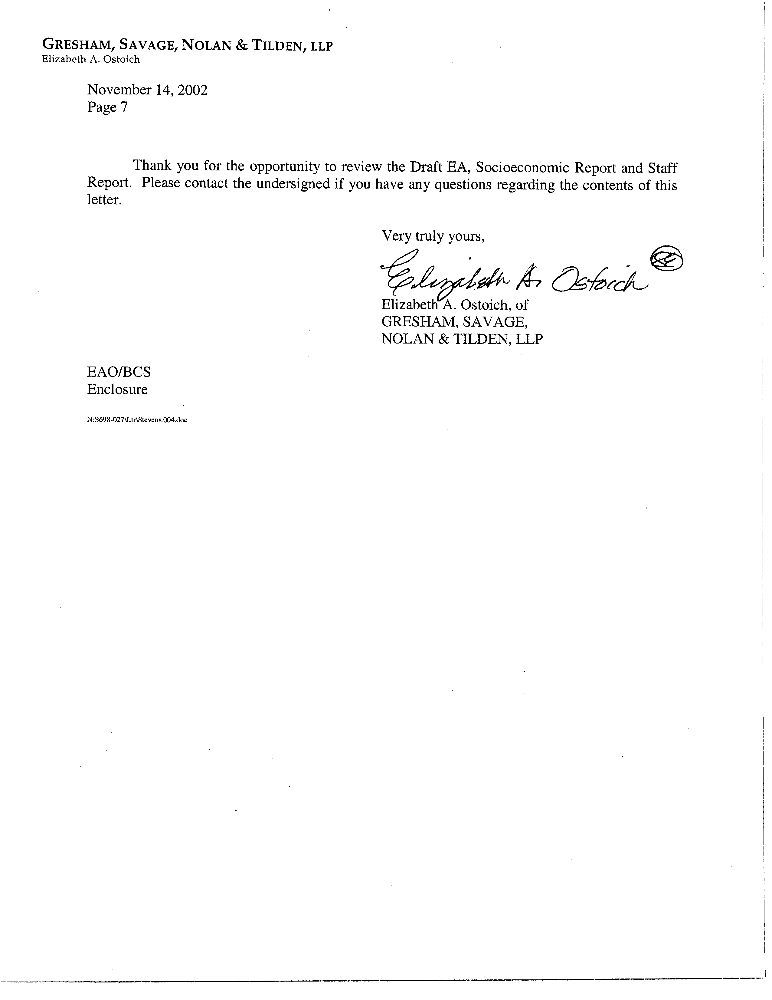 GRESHAM, SAVAGE, NOLAN & TILDEN, LLP
Elizabeth A. Ostoich
November 14, 2002
Page 7
Thank you for the opportunity to review the Draft EA, Socioeconomic Report and Staff
Report. Please contact the undersigned if you have any questions regarding the contents of this
letter.
Very truly yours,
Elizabeth A. Ostoich
Elizabeth A. Ostoich, of
GRESHAM, SAVAGE,
NOLAN & TILDEN, LLP
EAO/BCS
Enclosure
N:S698-027\Ltr\Stevens.004.doc